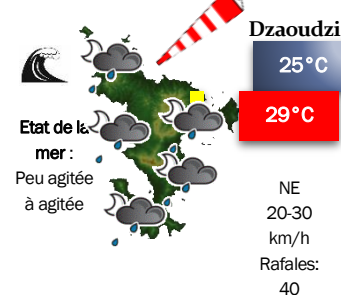 Dzaoudzi
25°C
29°C
Etat de la
mer :
Peu agitée
à agitée
NE
20-30
km/h
Rafales:
40